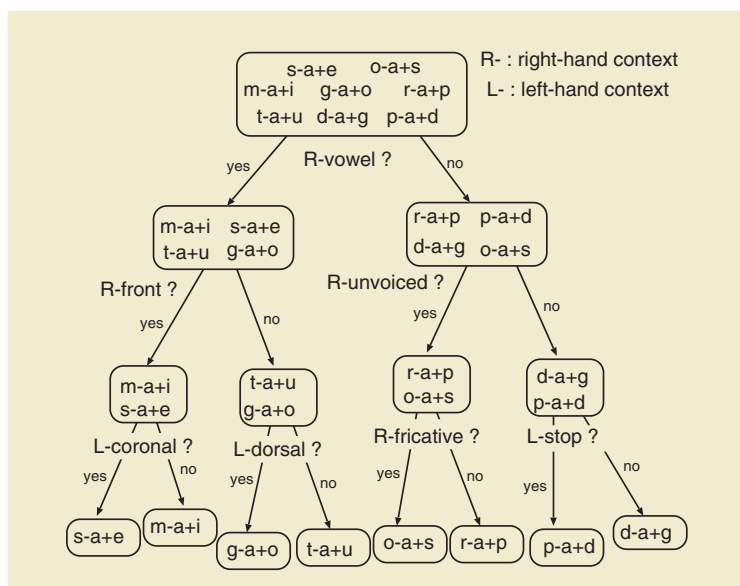 R- : right-hand context
L- : left-hand context
s-a+e o-a+s
m-a+i g-a+o r-a+p
t-a+u d-a+g p-a+d
yes R-vowel ? no
m-a+i s-a+e
t-a+u g-a+o
r-a+p p-a+d
d-a+g o-a+s
R-front ?
yes no
R-unvoiced ?
yes no
m-a+i
s-a+e
t-a+u
g-a+o
r-a+p
o-a+s
d-a+g
p-a+d
L-coronal ?
yes no
L-dorsal ?
yes no
R-fricative ?
yes no
L-stop ?
yes no
s-a+e
m-a+i
g-a+o
t-a+u
o-a+s
r-a+p
p-a+d
d-a+g